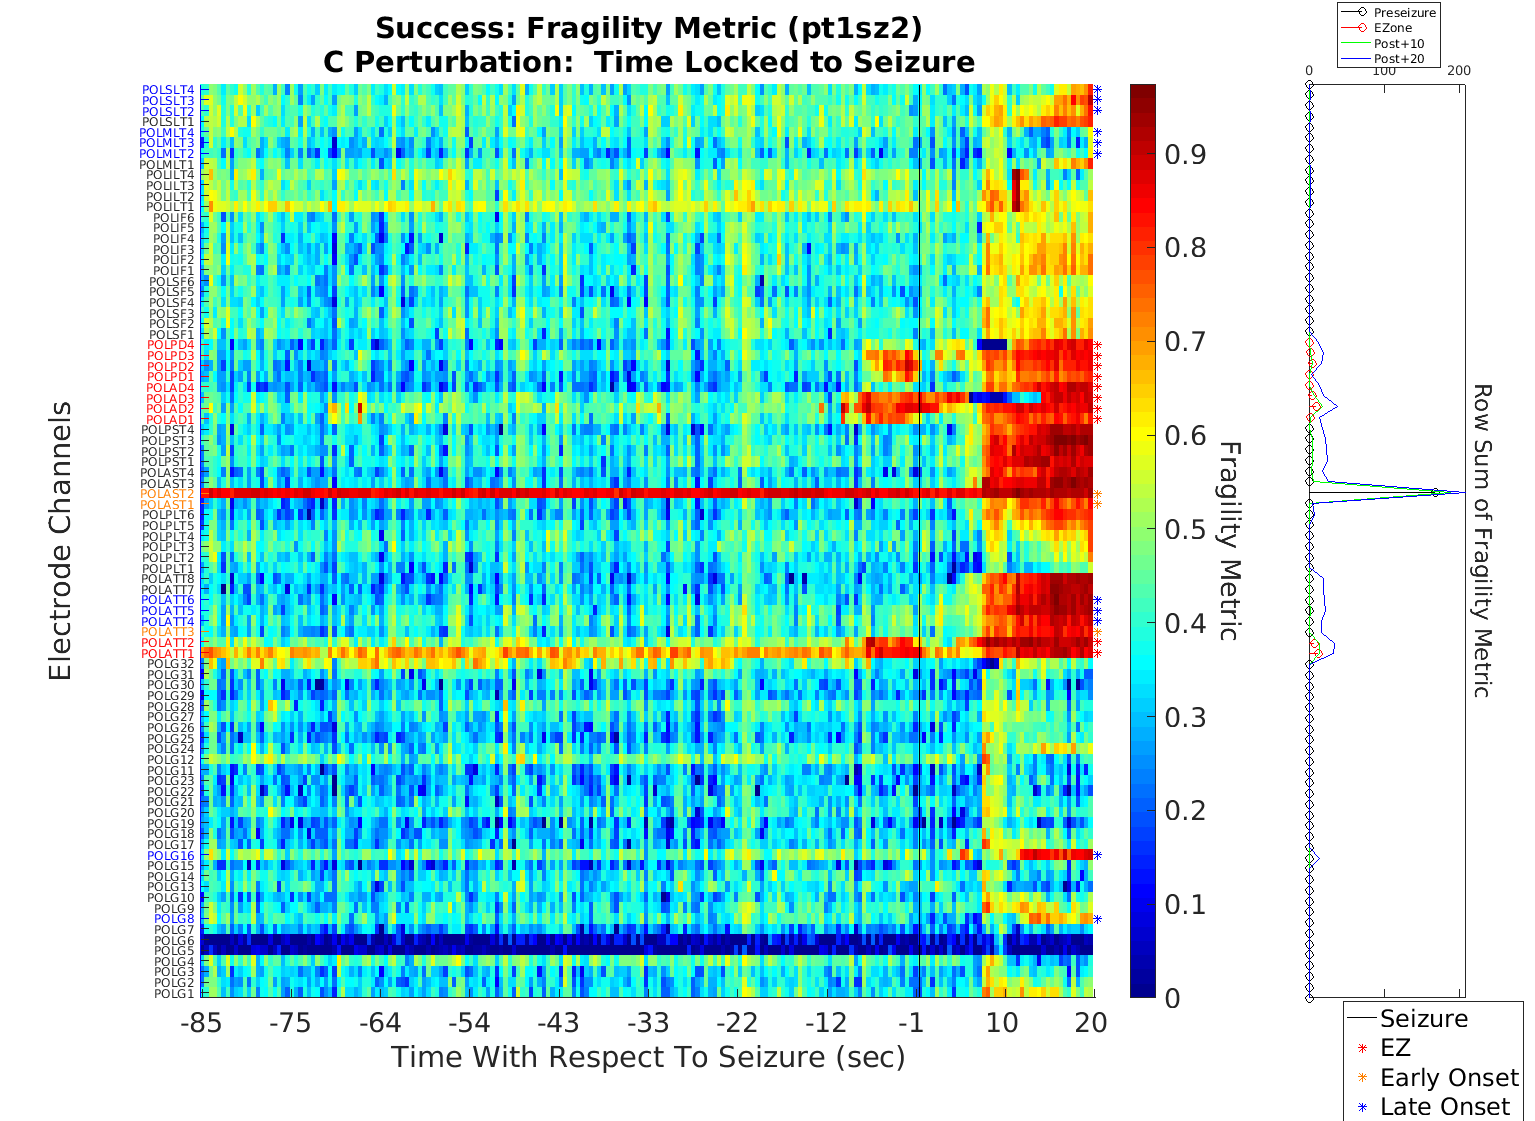 Success: Fragility Metric (pt1sz2)
C Perturbation:  Time Locked to Seizure
Preseizure
EZone
Post+10
Post+20
0 100 200
Electrode Channels
POLSLT4
POLSLT3
POLSLT2
POLSLT1
POLMLT4
POLMLT3
POLMLT2
POLMLT1
POLILT4
POLILT3
POLILT2
POLILT1
POLIF6
POLIF5
POLIF4
POLIF3
POLIF2
POLIF1
POLSF6
POLSF5
POLSF4
POLSF3
POLSF2
POLSF1
POLPD4
POLPD3
POLPD2
POLPD1
POLAD4
POLAD3
POLAD2
POLAD1
POLPST4
POLPST3
POLPST2
POLPST1
POLAST4
POLAST3
POLAST2
POLAST1
POLPLT6
POLPLT5
POLPLT4
POLPLT3
POLPLT2
POLPLT1
POLATT8
POLATT7
POLATT6
POLATT5
POLATT4
POLATT3
POLATT2
POLATT1
POLG32
POLG31
POLG30
POLG29
POLG28
POLG27
POLG26
POLG25
POLG24
POLG12
POLG11
POLG23
POLG22
POLG21
POLG20
POLG19
POLG18
POLG17
POLG16
POLG15
POLG14
POLG13
POLG10
POLG9
POLG8
POLG7
POLG6
POLG5
POLG4
POLG3
POLG2
POLG1
-85 -75 -64 -54 -43 -33 -22 -12 -1 10 20
Time With Respect To Seizure (sec)
0.9
0.8
0.7
0.6
0.5
0.4
0.3
0.2
0.1
0
Fragility Metric
Row Sum of Fragility Metric
Seizure
EZ
Early Onset
Late Onset